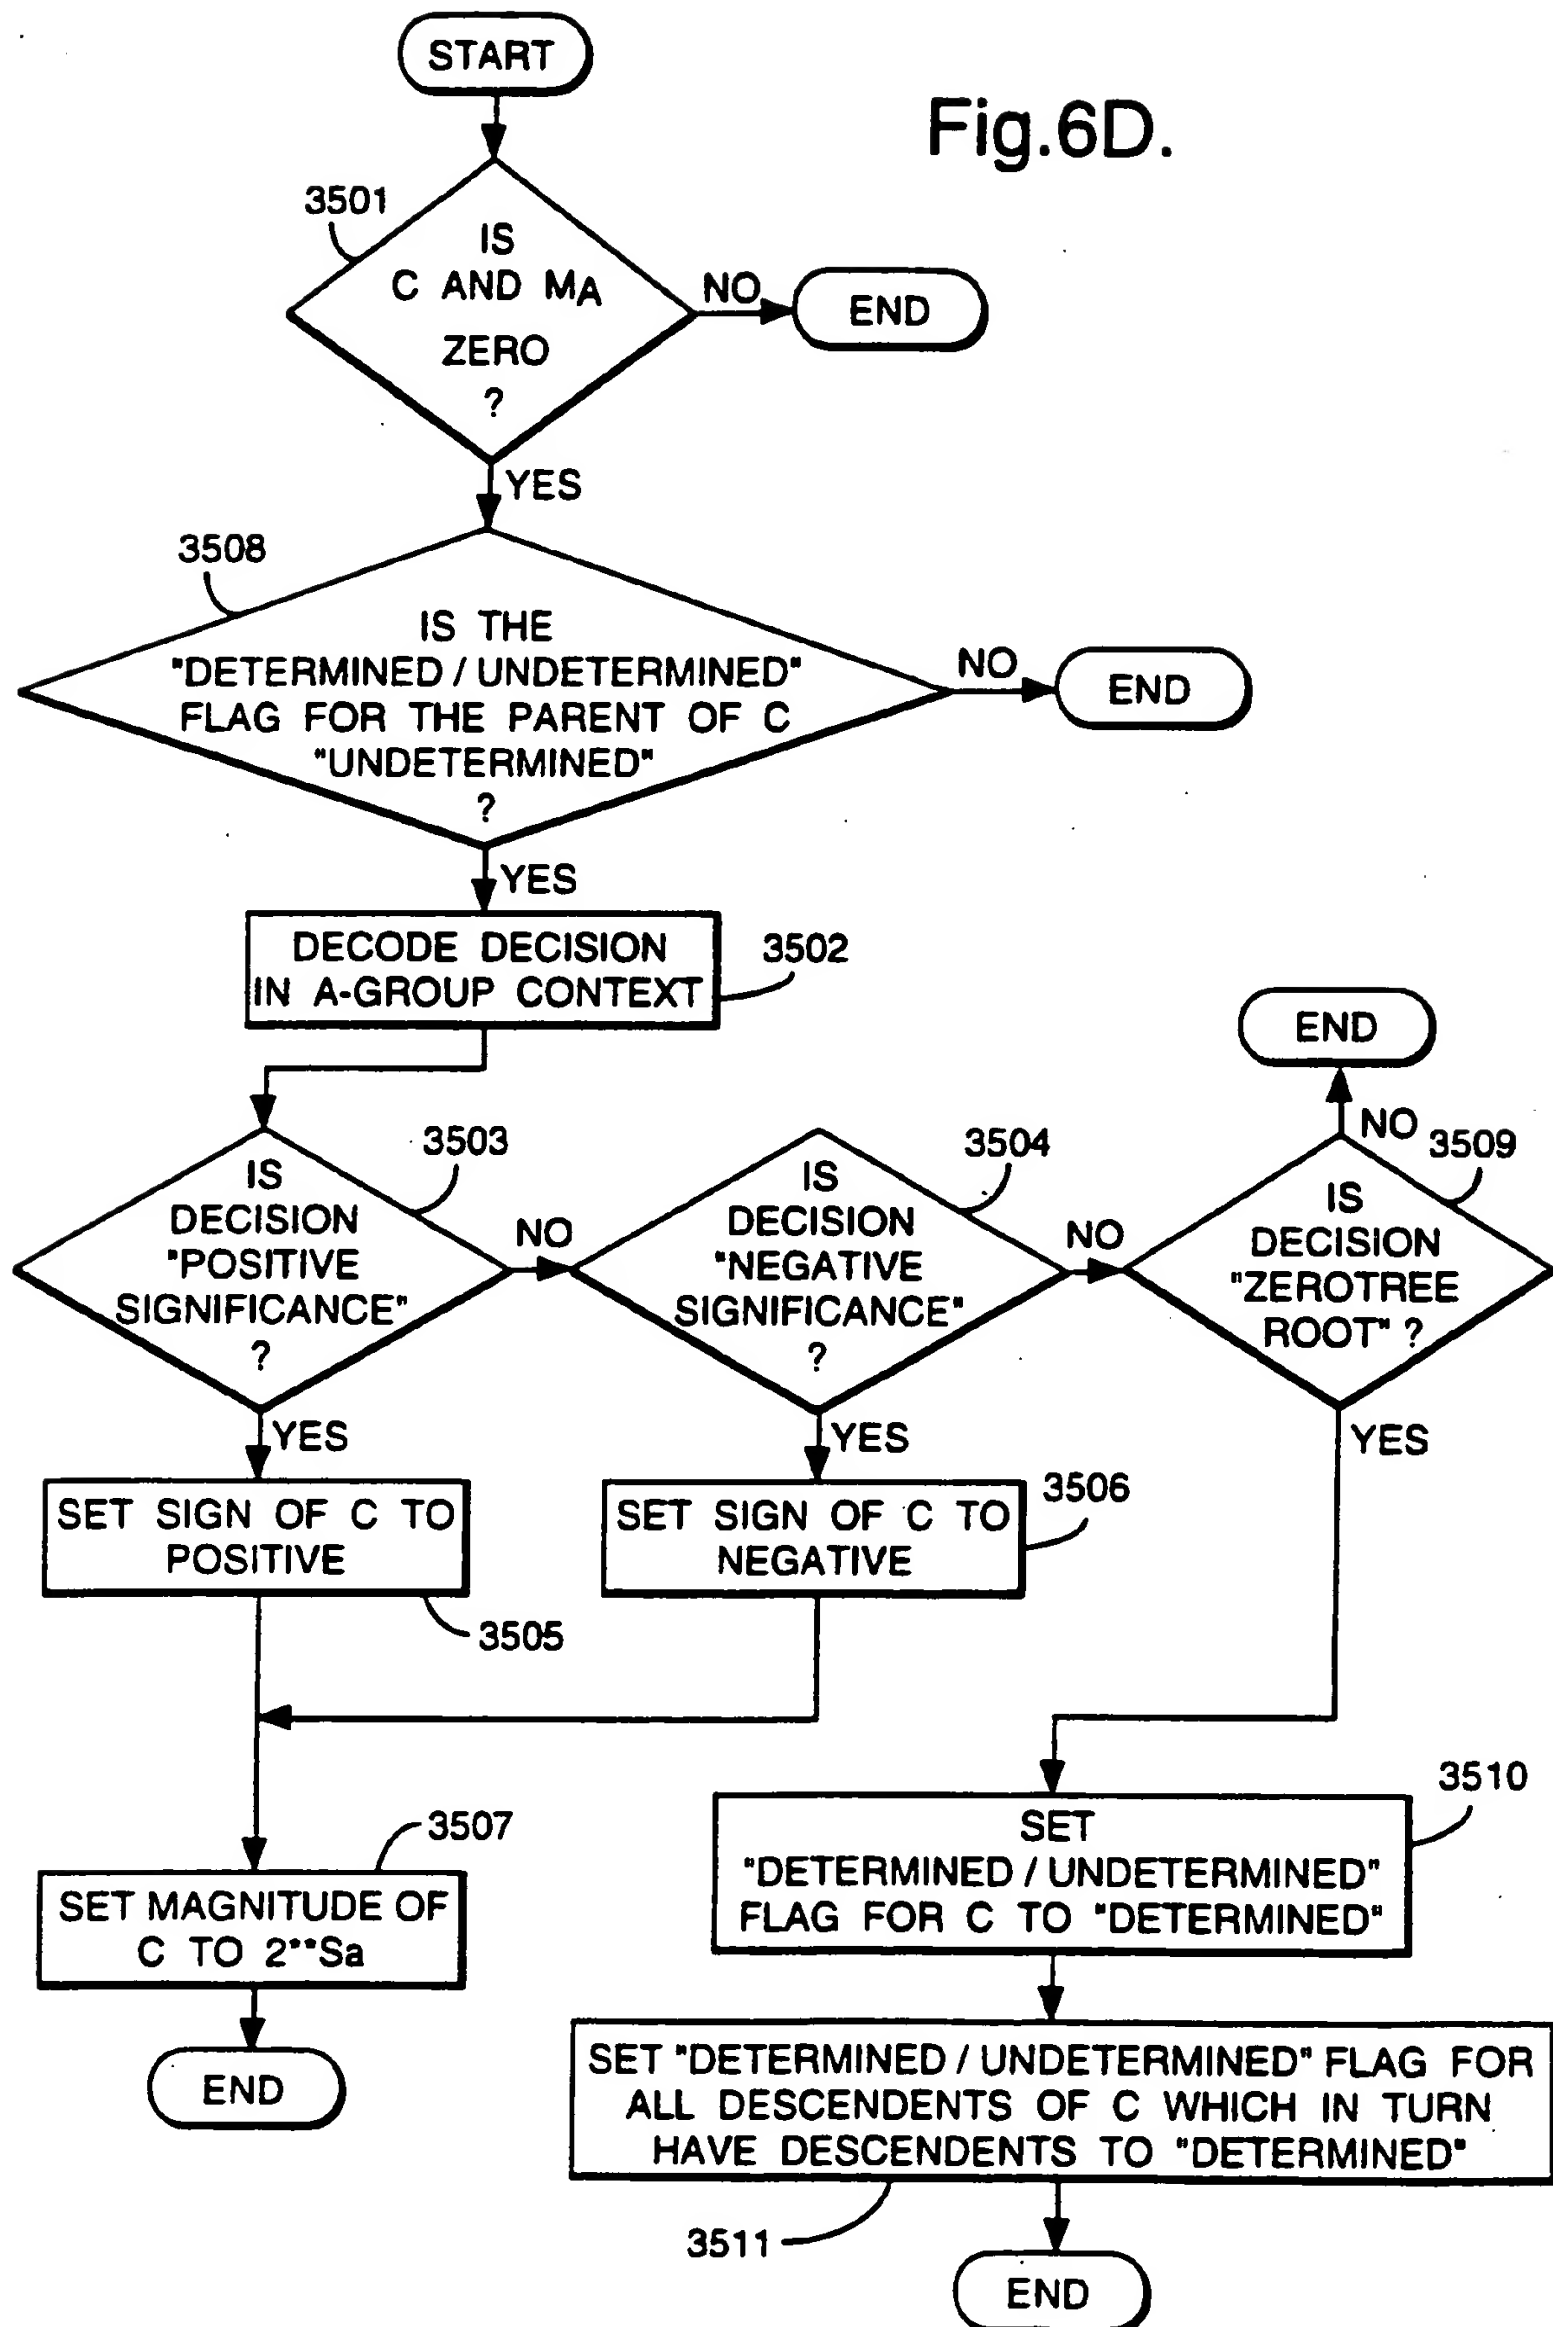 START
Fig.6D.
3501
IS
C AND MA
ZERO
?
NO
END
YES
3508
IS THE
"DETERMINED / UNDETERMINED"
FLAG FOR THE PARENT OF C
"UNDETERMINED"
?
NO
END
YES
DECODE DECISION
IN A-GROUP CONTEXT
3502
END
NO
3503
IS
DECISION
"POSITIVE
SIGNIFICANCE"
?
NO
3504
IS
DECISION
"NEGATIVE
SIGNIFICANCE"
?
NO
3509
IS
DECISION
"ZEROTREE
ROOT" ?
YES
YES
YES
SET SIGN OF C TO
POSITIVE
3505
SET SIGN OF C TO
NEGATIVE
3506
3507
SET MAGNITUDE OF
C TO 2**Sa
END
3510
SET
"DETERMINED / UNDETERMINED"
FLAG FOR C TO "DETERMINED"
SET "DETERMINED / UNDETERMINED" FLAG FOR
ALL DESCENDENTS OF C WHICH IN TURN
HAVE DESCENDENTS TO "DETERMINED"
3511
END